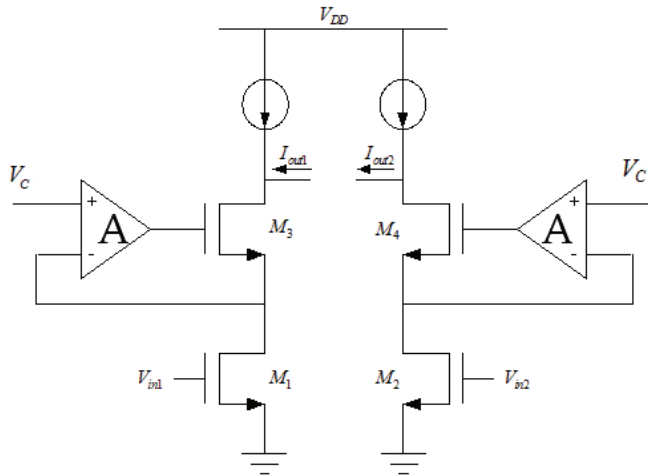 V_DD
I_out1 I_out2
V_C V_C
+ +
A M_3 M_4 A
- -
V_in1 M_1 M_2 V_in2